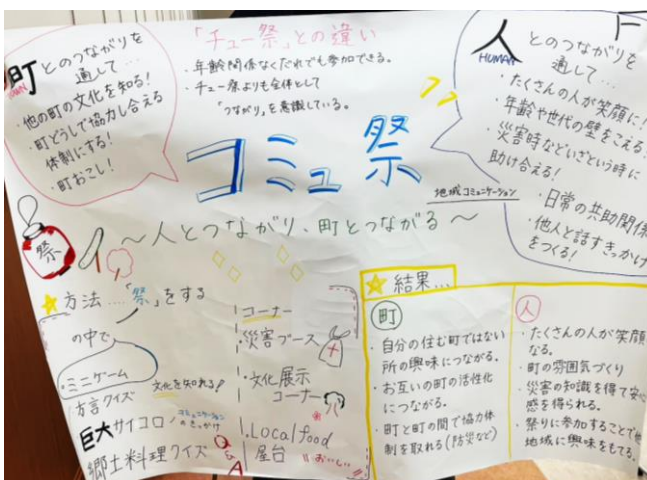 町
TOWN
とのつながりを
通して…
・他の町の文化を知る!
・町どうしで協力し合える
体制にする!
・町おこし!
「チュー祭」との違い
・年齢関係なくだれでも参加できる。
・チュー祭よりも全体として
「つながり」を意識している。
人
HUMAN
とのつながりを
通して…
・たくさんの人が笑顔に!
・年齢や世代の壁をこえる!
・災害時などいざという時に
助け合える!
・日常の共助関係
・他人と話すきっかけ
をつくる!
コミュ祭
地域コミュニケーション
祭
〜人とつながり、町とつながる〜
方法…「祭」をする
の中で
・ミニゲーム
文化を知れる!
方言クイズ
巨大サイコロ
コミュニケーション
のきっかけ
郷土料理クイズ
Q&A
コーナー
・災害ブース
・文化展示
コーナー
・Local food
屋台
おいしい
結果…
町
・自分の住む町ではない
所の興味につながる。
・お互いの町の活性化
につながる。
・町と町の間で協力体
制を取れる(防災など)
人
・たくさんの人が笑顔
なる。
・町の雰囲気づくり
・災害の知識を得て安心
感を得られる。
・祭りに参加することで他
地域に興味をもてる。